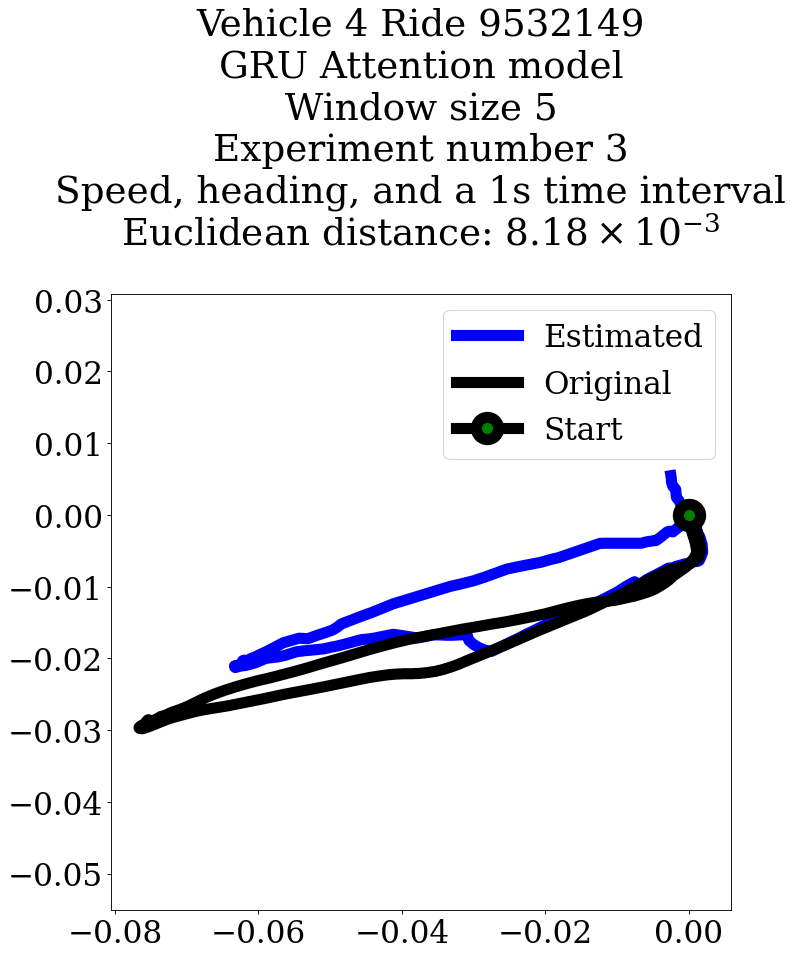 Vehicle 4 Ride 9532149
GRU Attention model
Window size 5
Experiment number 3
Speed, heading, and a 1s time interval
Euclidean distance: 8.18 × 10⁻³
0.03
0.02
0.01
0.00
−0.01
−0.02
−0.03
−0.04
−0.05
Estimated
Original
Start
−0.08 −0.06 −0.04 −0.02 0.00